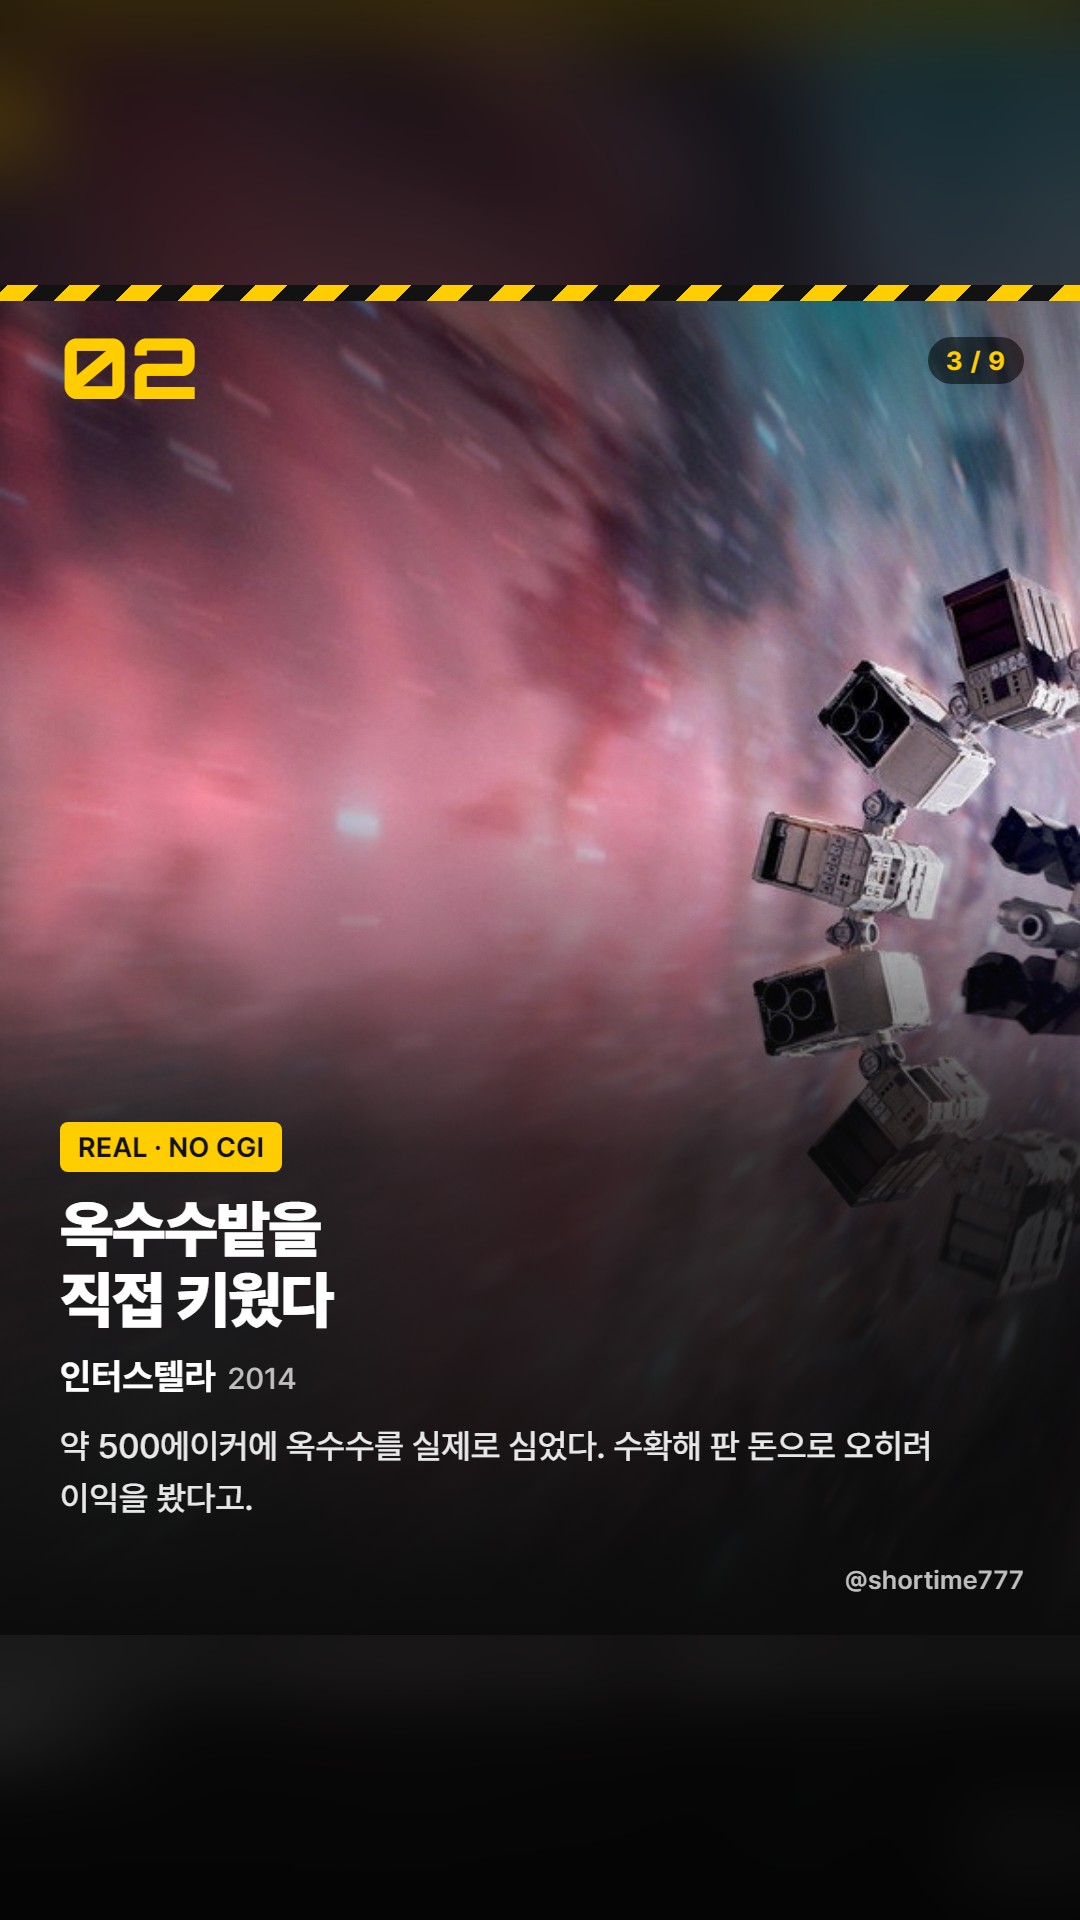 02
3 / 9
REAL · NO CGI
옥수수밭을
직접 키웠다
인터스텔라 2014
약 500에이커에 옥수수를 실제로 심었다. 수확해 판 돈으로 오히려
이익을 봤다고.
@shortime777